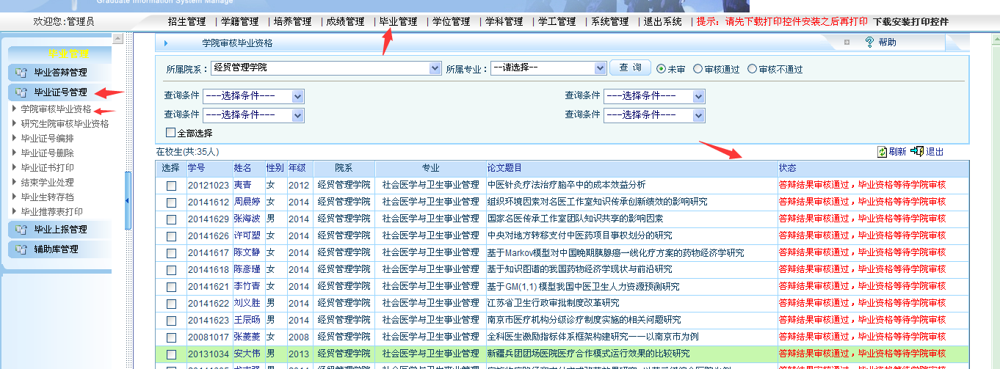 Graduate Information System Manage
欢迎您:管理员 招生管理 | 学籍管理 | 培养管理 | 成绩管理 | 毕业管理 | 学位管理 | 学科管理 | 学工管理 | 系统管理 | 退出系统 | 提示：请先下载打印控件安装之后再打印 下载安装打印控件
毕业管理
毕业答辩管理
毕业证号管理
学院审核毕业资格
研究生院审核毕业资格
毕业证号编排
毕业证号删除
毕业证书打印
结束学业处理
毕业生转存档
毕业推荐表打印
毕业上报管理
辅助库管理
学院审核毕业资格 帮助
所属院系： 经贸管理学院 所属专业： --请选择-- 查 询 未审 审核通过 审核不通过
查询条件 ---选择条件--- 查询条件 ---选择条件---
查询条件 ---选择条件--- 查询条件 ---选择条件---
全部选择
在校生(共:35人) 刷新 退出
选择 学号 姓名 性别 年级 院系 专业 论文题目 状态
20121023 夷青 女 2012 经贸管理学院 社会医学与卫生事业管理 中医针灸疗法治疗脑卒中的成本效益分析 答辩结果审核通过，毕业资格等待学院审核
20141612 周晨婷 女 2014 经贸管理学院 社会医学与卫生事业管理 组织环境因素对名医工作室知识传承创新绩效的影响研究 答辩结果审核通过，毕业资格等待学院审核
20141629 张海波 男 2014 经贸管理学院 社会医学与卫生事业管理 国家名医传承工作室团队知识共享的影响因素 答辩结果审核通过，毕业资格等待学院审核
20141626 许可塑 女 2014 经贸管理学院 社会医学与卫生事业管理 中央对地方转移支付中医药项目事权划分的研究 答辩结果审核通过，毕业资格等待学院审核
20141617 陈文静 女 2014 经贸管理学院 社会医学与卫生事业管理 基于Markov模型对中国晚期胰腺癌一线化疗方案的药物经济学研究 答辩结果审核通过，毕业资格等待学院审核
20141618 陈彦瑾 女 2014 经贸管理学院 社会医学与卫生事业管理 基于知识图谱的我国药物经济学现状与前沿研究 答辩结果审核通过，毕业资格等待学院审核
20141621 李竹青 女 2014 经贸管理学院 社会医学与卫生事业管理 基于GM(1,1)模型我国中医卫生人力资源预测研究 答辩结果审核通过，毕业资格等待学院审核
20141622 刘义胜 男 2014 经贸管理学院 社会医学与卫生事业管理 江苏省卫生行政审批制度改革研究 答辩结果审核通过，毕业资格等待学院审核
20141623 王辰旸 男 2014 经贸管理学院 社会医学与卫生事业管理 南京市医疗机构分级诊疗制度实施的相关问题研究 答辩结果审核通过，毕业资格等待学院审核
20081017 张菱菱 女 2008 经贸管理学院 社会医学与卫生事业管理 全科医生激励指标体系框架构建研究——以南京市为例 答辩结果审核通过，毕业资格等待学院审核
20131034 安大伟 男 2013 经贸管理学院 社会医学与卫生事业管理 新疆兵团团场医院医疗合作模式运行效果的比较研究 答辩结果审核通过，毕业资格等待学院审核